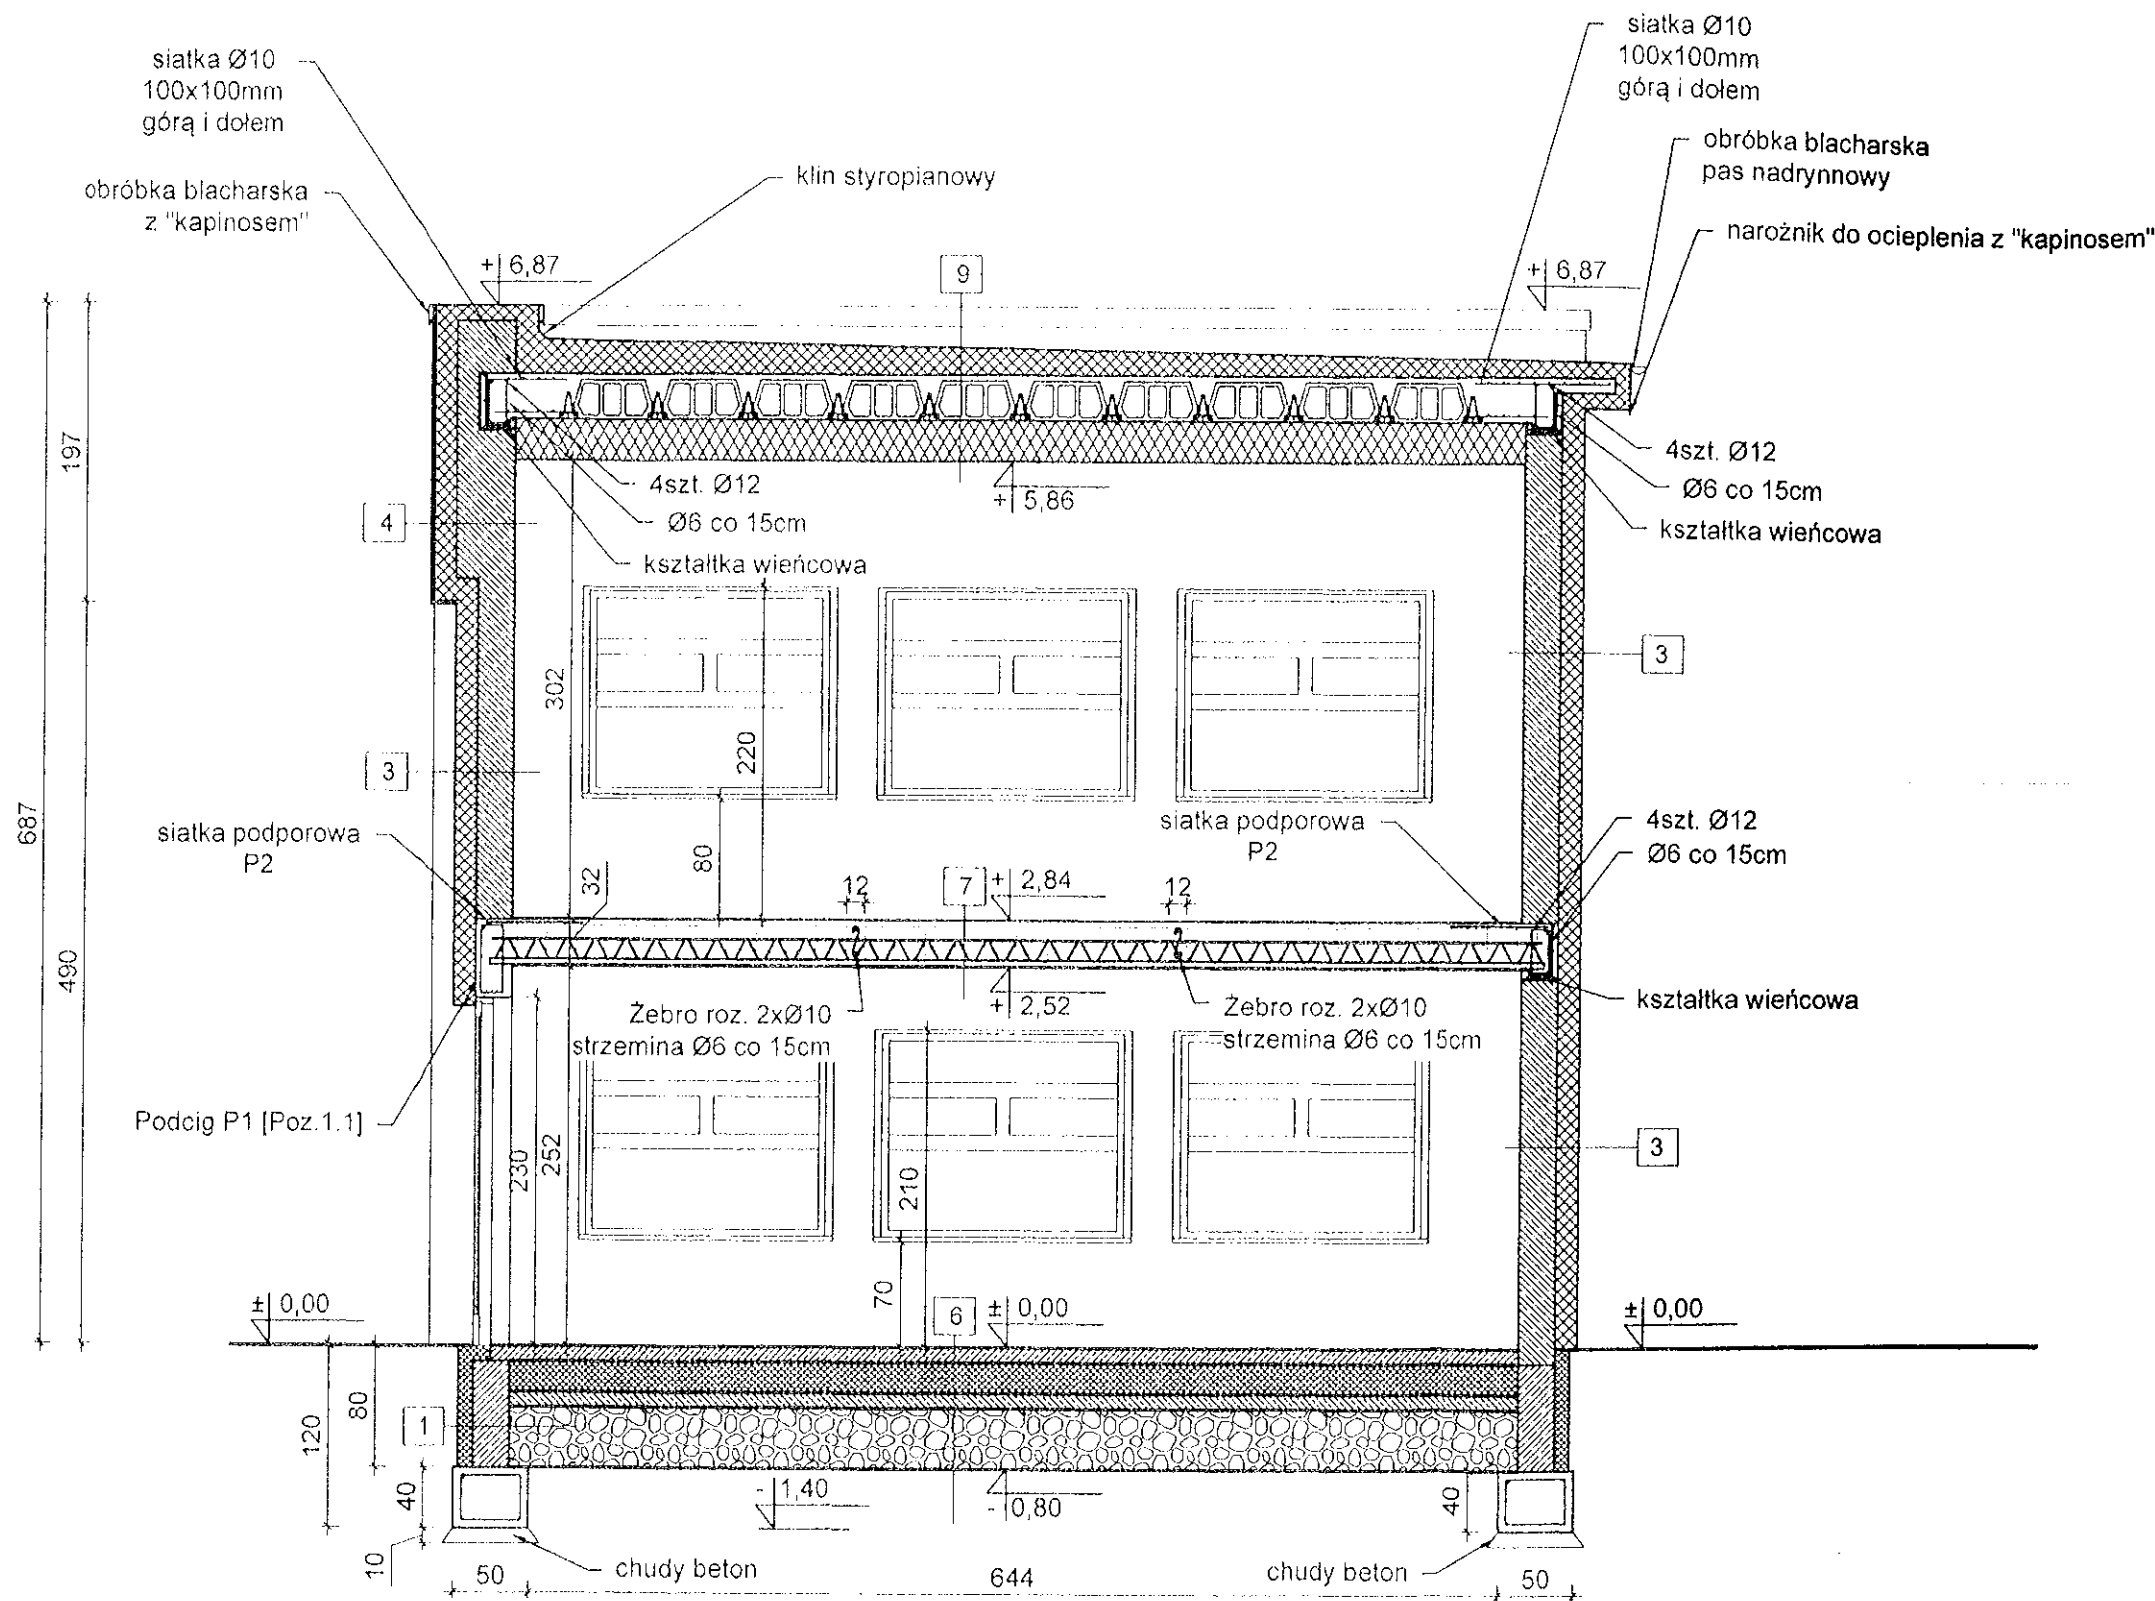 siatka Ø10
100x100mm
górą i dołem
siatka Ø10
100x100mm
górą i dołem
obróbka blacharska
z "kapinosem"
klin styropianowy
obróbka blacharska
pas nadrynnowy
narożnik do ocieplenia z "kapinosem"
+ 6,87
9
+ 6,87
197
4szt. Ø12
Ø6 co 15cm
kształtka wieńcowa
+ 5,86
4szt. Ø12
Ø6 co 15cm
kształtka wieńcowa
4
3
302
220
3
687
490
siatka podporowa
P2
32
80
12
7
+ 2,84
12
siatka podporowa
P2
4szt. Ø12
Ø6 co 15cm
Żebro roz. 2xØ10
strzemina Ø6 co 15cm
+ 2,52
Żebro roz. 2xØ10
strzemina Ø6 co 15cm
kształtka wieńcowa
Podcig P1 [Poz.1.1]
230
252
210
3
70
± 0,00
6
± 0,00
± 0,00
120
80
1
40
10
- 1,40
- 0,80
40
50
chudy beton
644
chudy beton
50